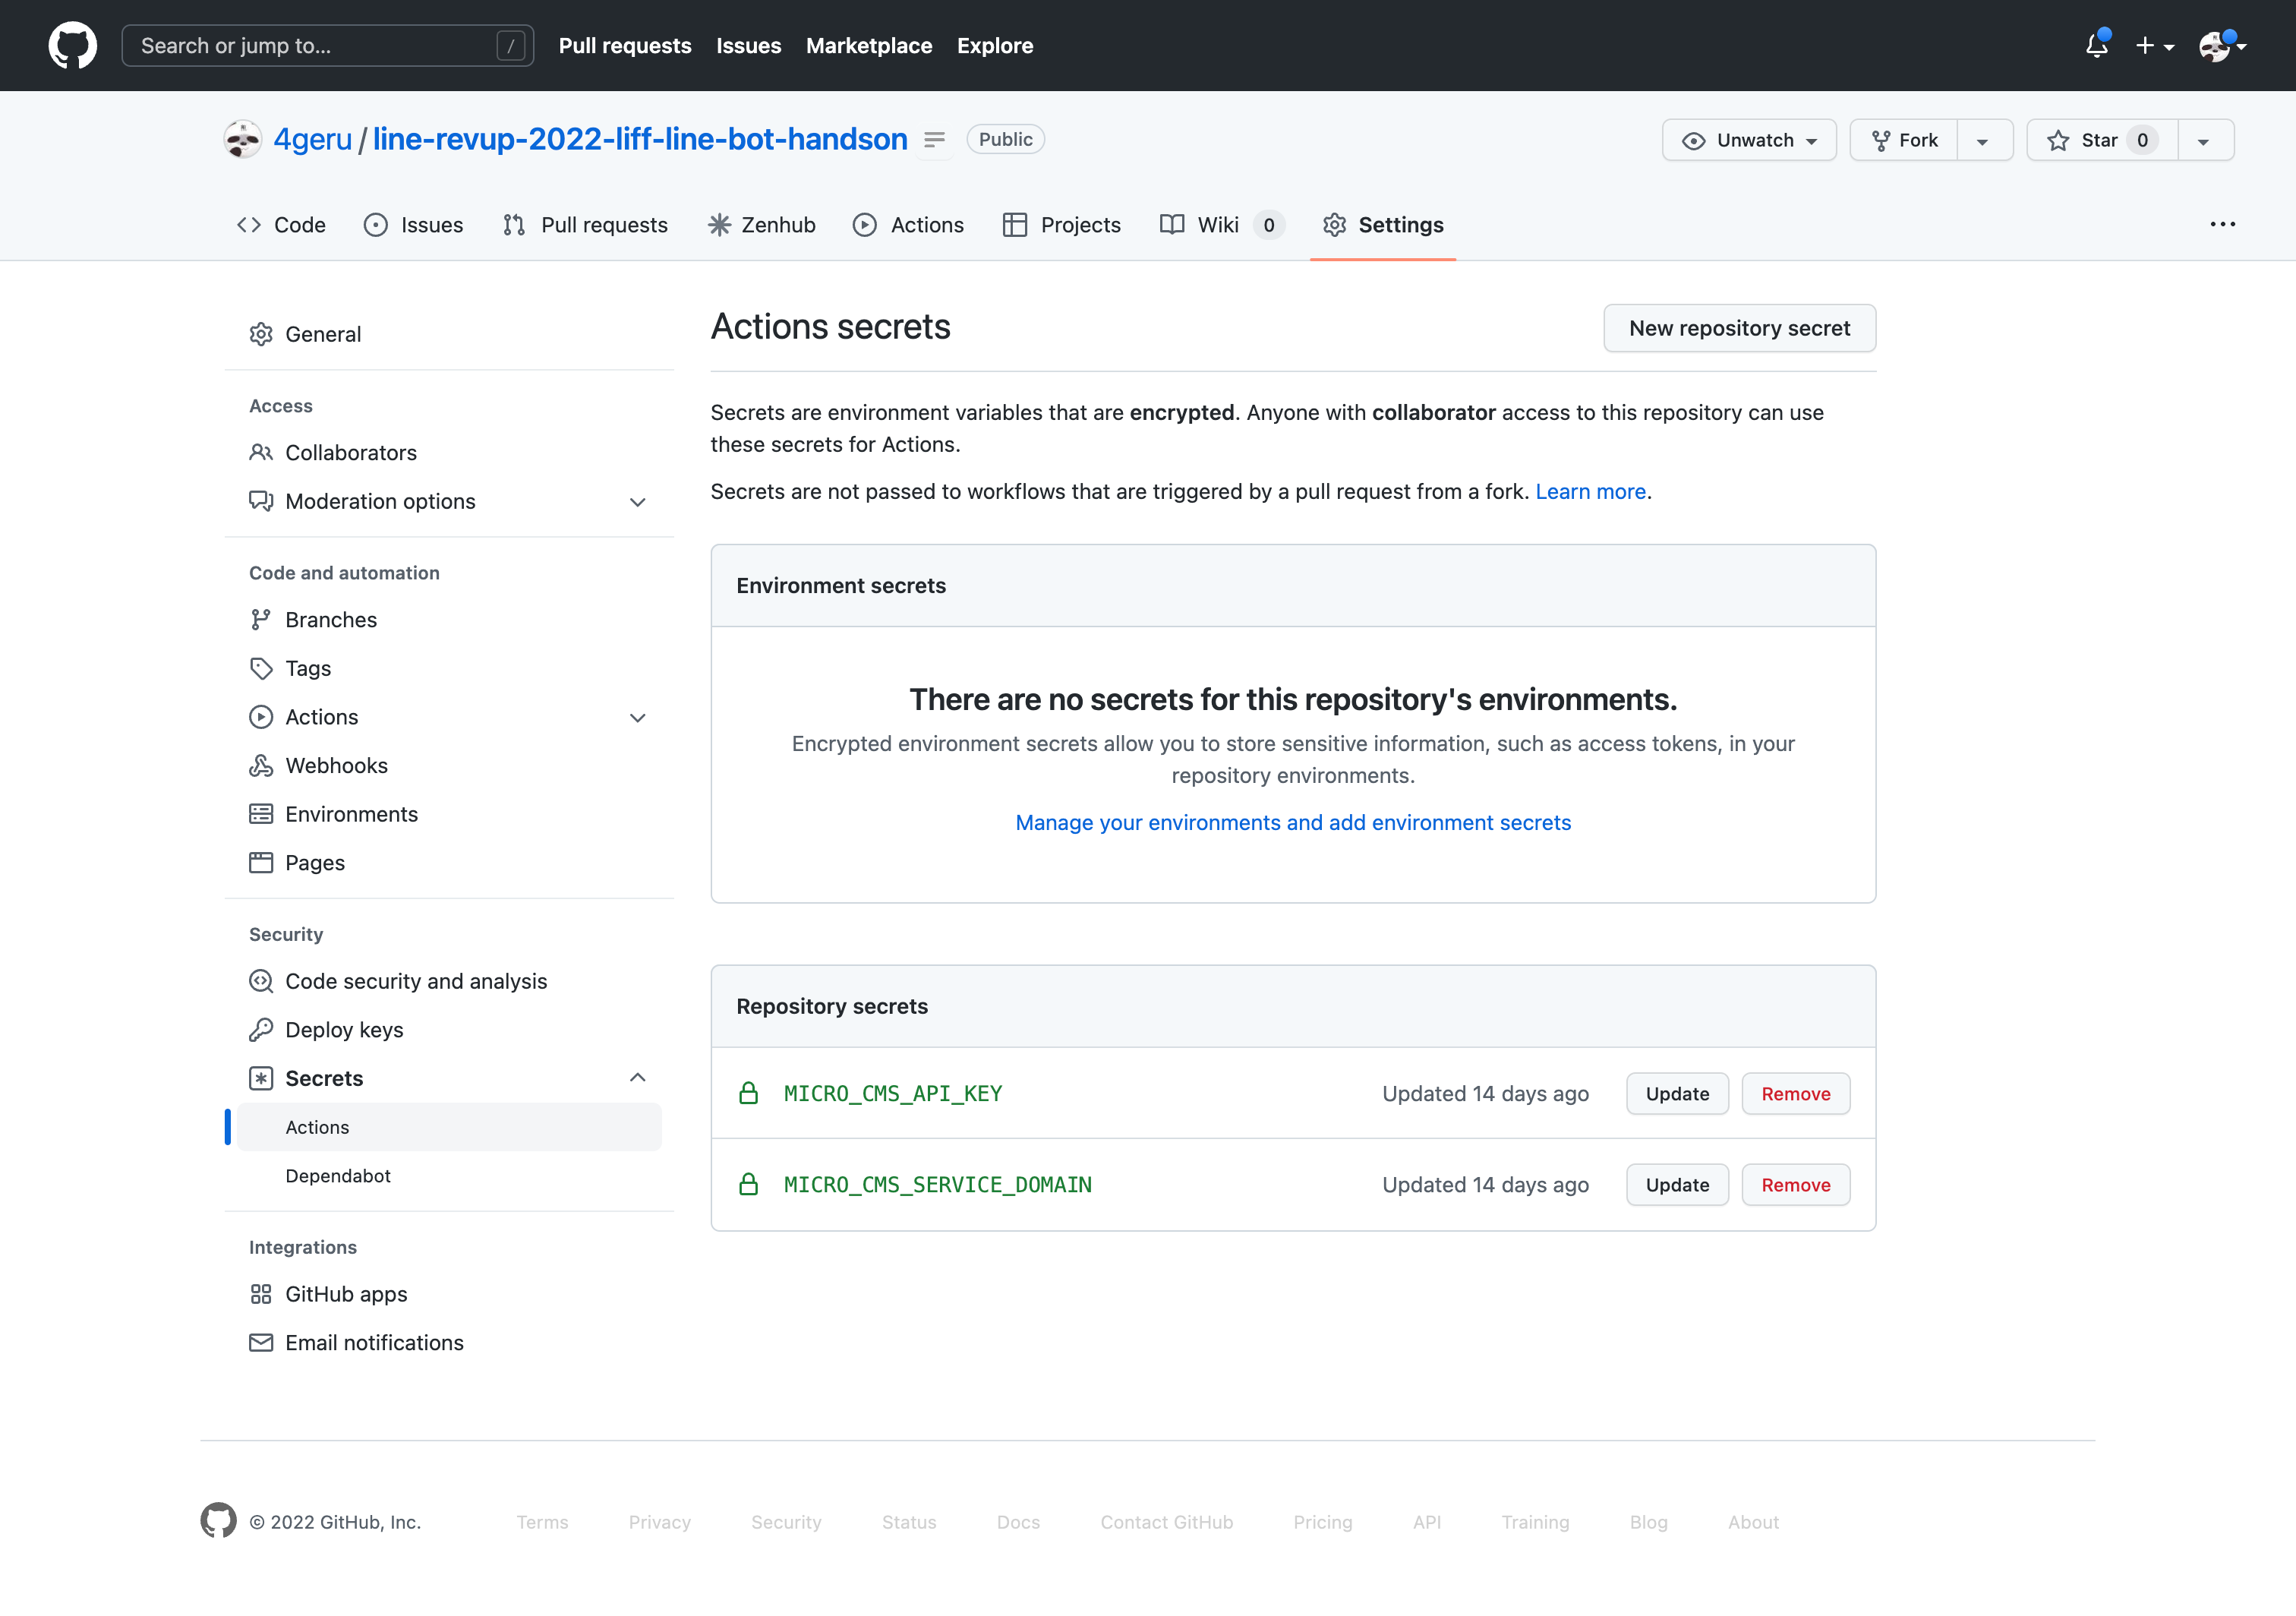 Search or jump to...
/
Pull requests
Issues
Marketplace
Explore
4geru / line-revup-2022-liff-line-bot-handson
Public
Unwatch
Fork
Star 0
Code
Issues
Pull requests
Zenhub
Actions
Projects
Wiki 0
Settings
General
Access
Collaborators
Moderation options
Code and automation
Branches
Tags
Actions
Webhooks
Environments
Pages
Security
Code security and analysis
Deploy keys
Secrets
Actions
Dependabot
Integrations
GitHub apps
Email notifications
Actions secrets
New repository secret
Secrets are environment variables that are encrypted. Anyone with collaborator access to this repository can use
these secrets for Actions.
Secrets are not passed to workflows that are triggered by a pull request from a fork. Learn more.
Environment secrets
There are no secrets for this repository's environments.
Encrypted environment secrets allow you to store sensitive information, such as access tokens, in your
repository environments.
Manage your environments and add environment secrets
Repository secrets
MICRO_CMS_API_KEY
Updated 14 days ago
Update
Remove
MICRO_CMS_SERVICE_DOMAIN
Updated 14 days ago
Update
Remove
© 2022 GitHub, Inc.
Terms
Privacy
Security
Status
Docs
Contact GitHub
Pricing
API
Training
Blog
About